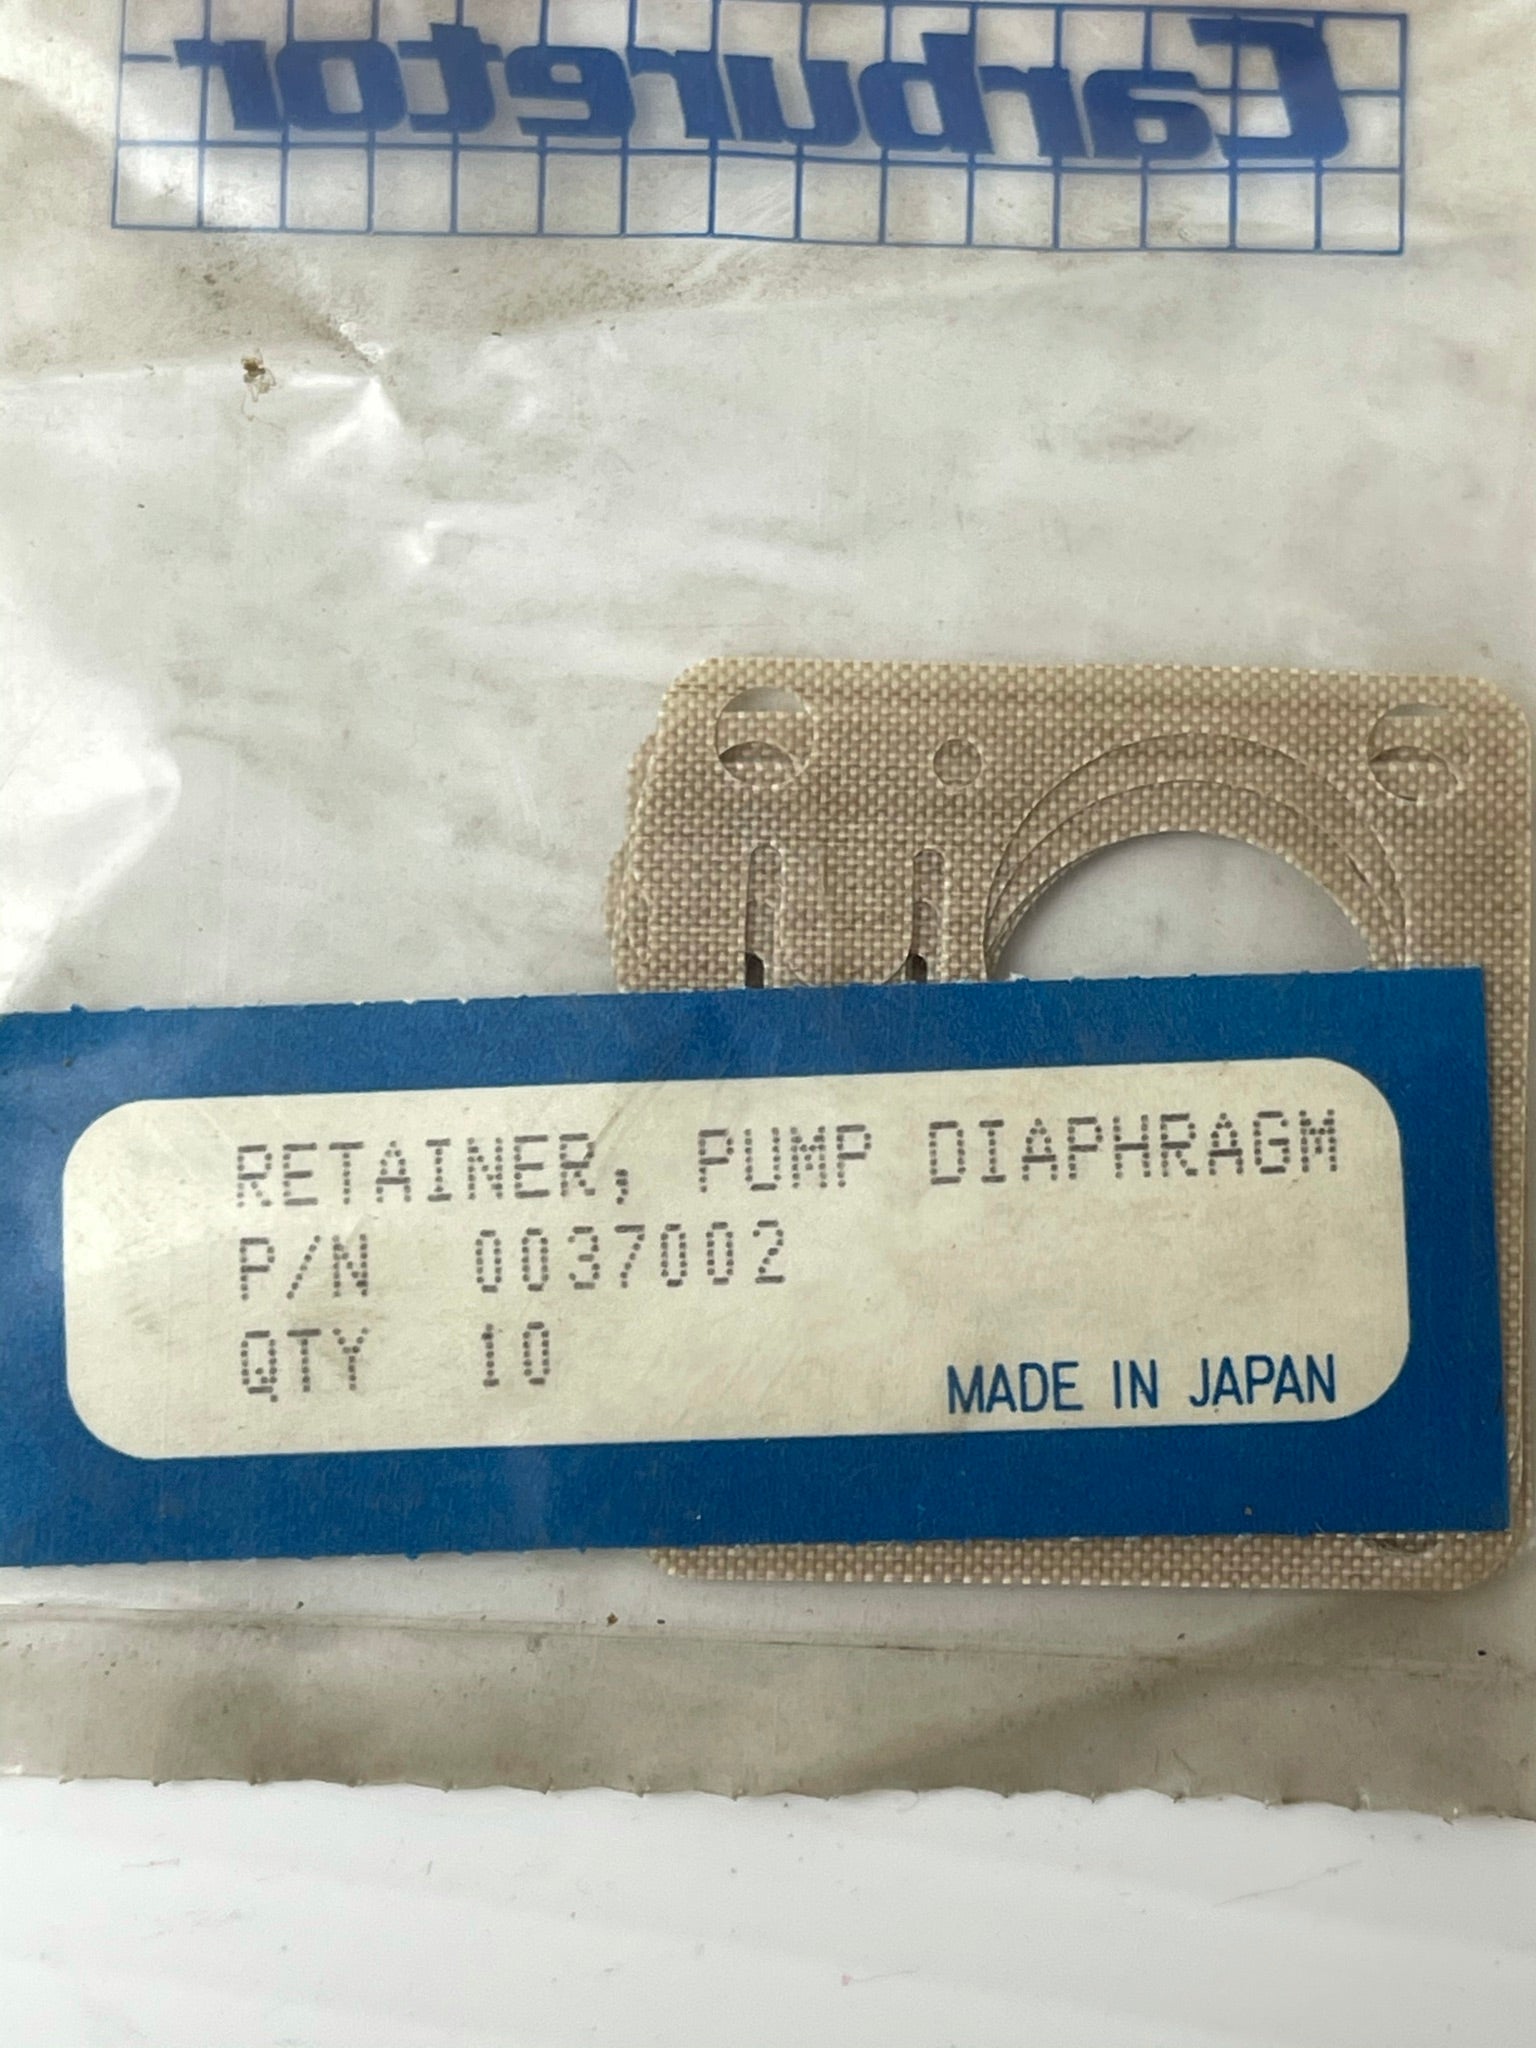 Carburetor
RETAINER, PUMP DIAPHRAGM
P/N 0037002
QTY 10
MADE IN JAPAN